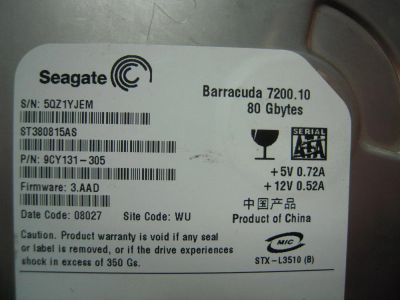 Seagate
S/N: 5QZ1YJEM
Barracuda 7200.10
80 Gbytes
ST380815AS
SERIAL
ATA
P/N: 9CY131-305
+5V 0.72A
+12V 0.52A
Firmware: 3.AAD
中国产品
Product of China
Date Code: 08027 Site Code: WU
Caution: Product warranty is void if any seal
or label is removed, or if the drive experiences
shock in excess of 350 Gs.
MIC
STX-L3510 (B)